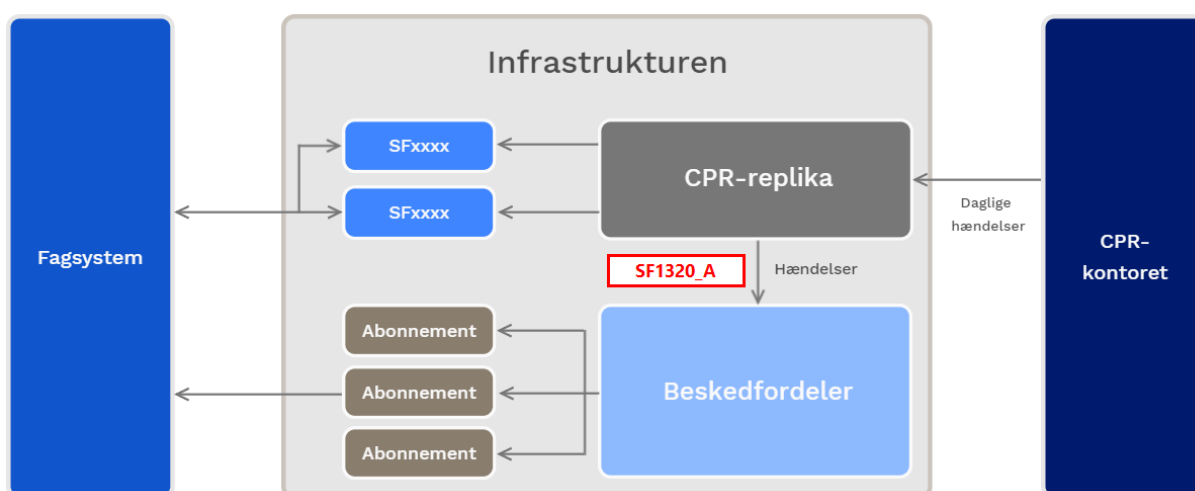 Infrastrukturen
SFxxxx
SFxxxx
CPR-replika
Daglige
hændelser
CPR-
kontoret
Fagsystem
SF1320_A
Hændelser
Abonnement
Abonnement
Abonnement
Beskedfordeler